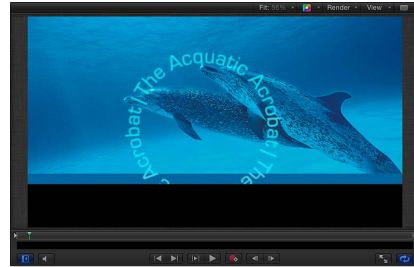 Fit: 56% Render View
Acrobat | The Acquatic Acrobat | The